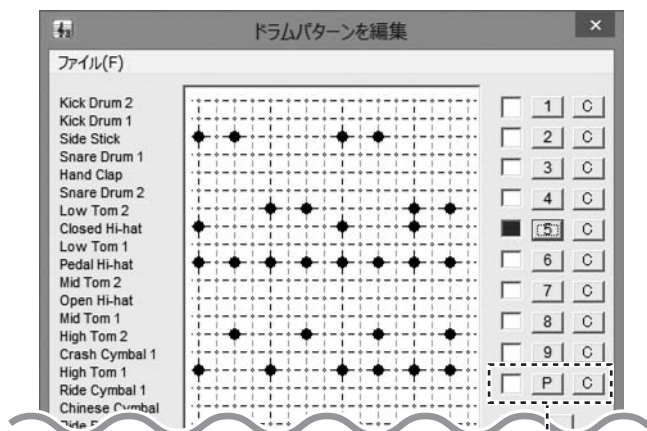 ドラムパターンを編集
ファイル(F)
Kick Drum 2
Kick Drum 1
Side Stick
Snare Drum 1
Hand Clap
Snare Drum 2
Low Tom 2
Closed Hi-hat
Low Tom 1
Pedal Hi-hat
Mid Tom 2
Open Hi-hat
Mid Tom 1
High Tom 2
Crash Cymbal 1
High Tom 1
Ride Cymbal 1
Chinese Cymbal
1 C
2 C
3 C
4 C
5 C
6 C
7 C
8 C
9 C
P C